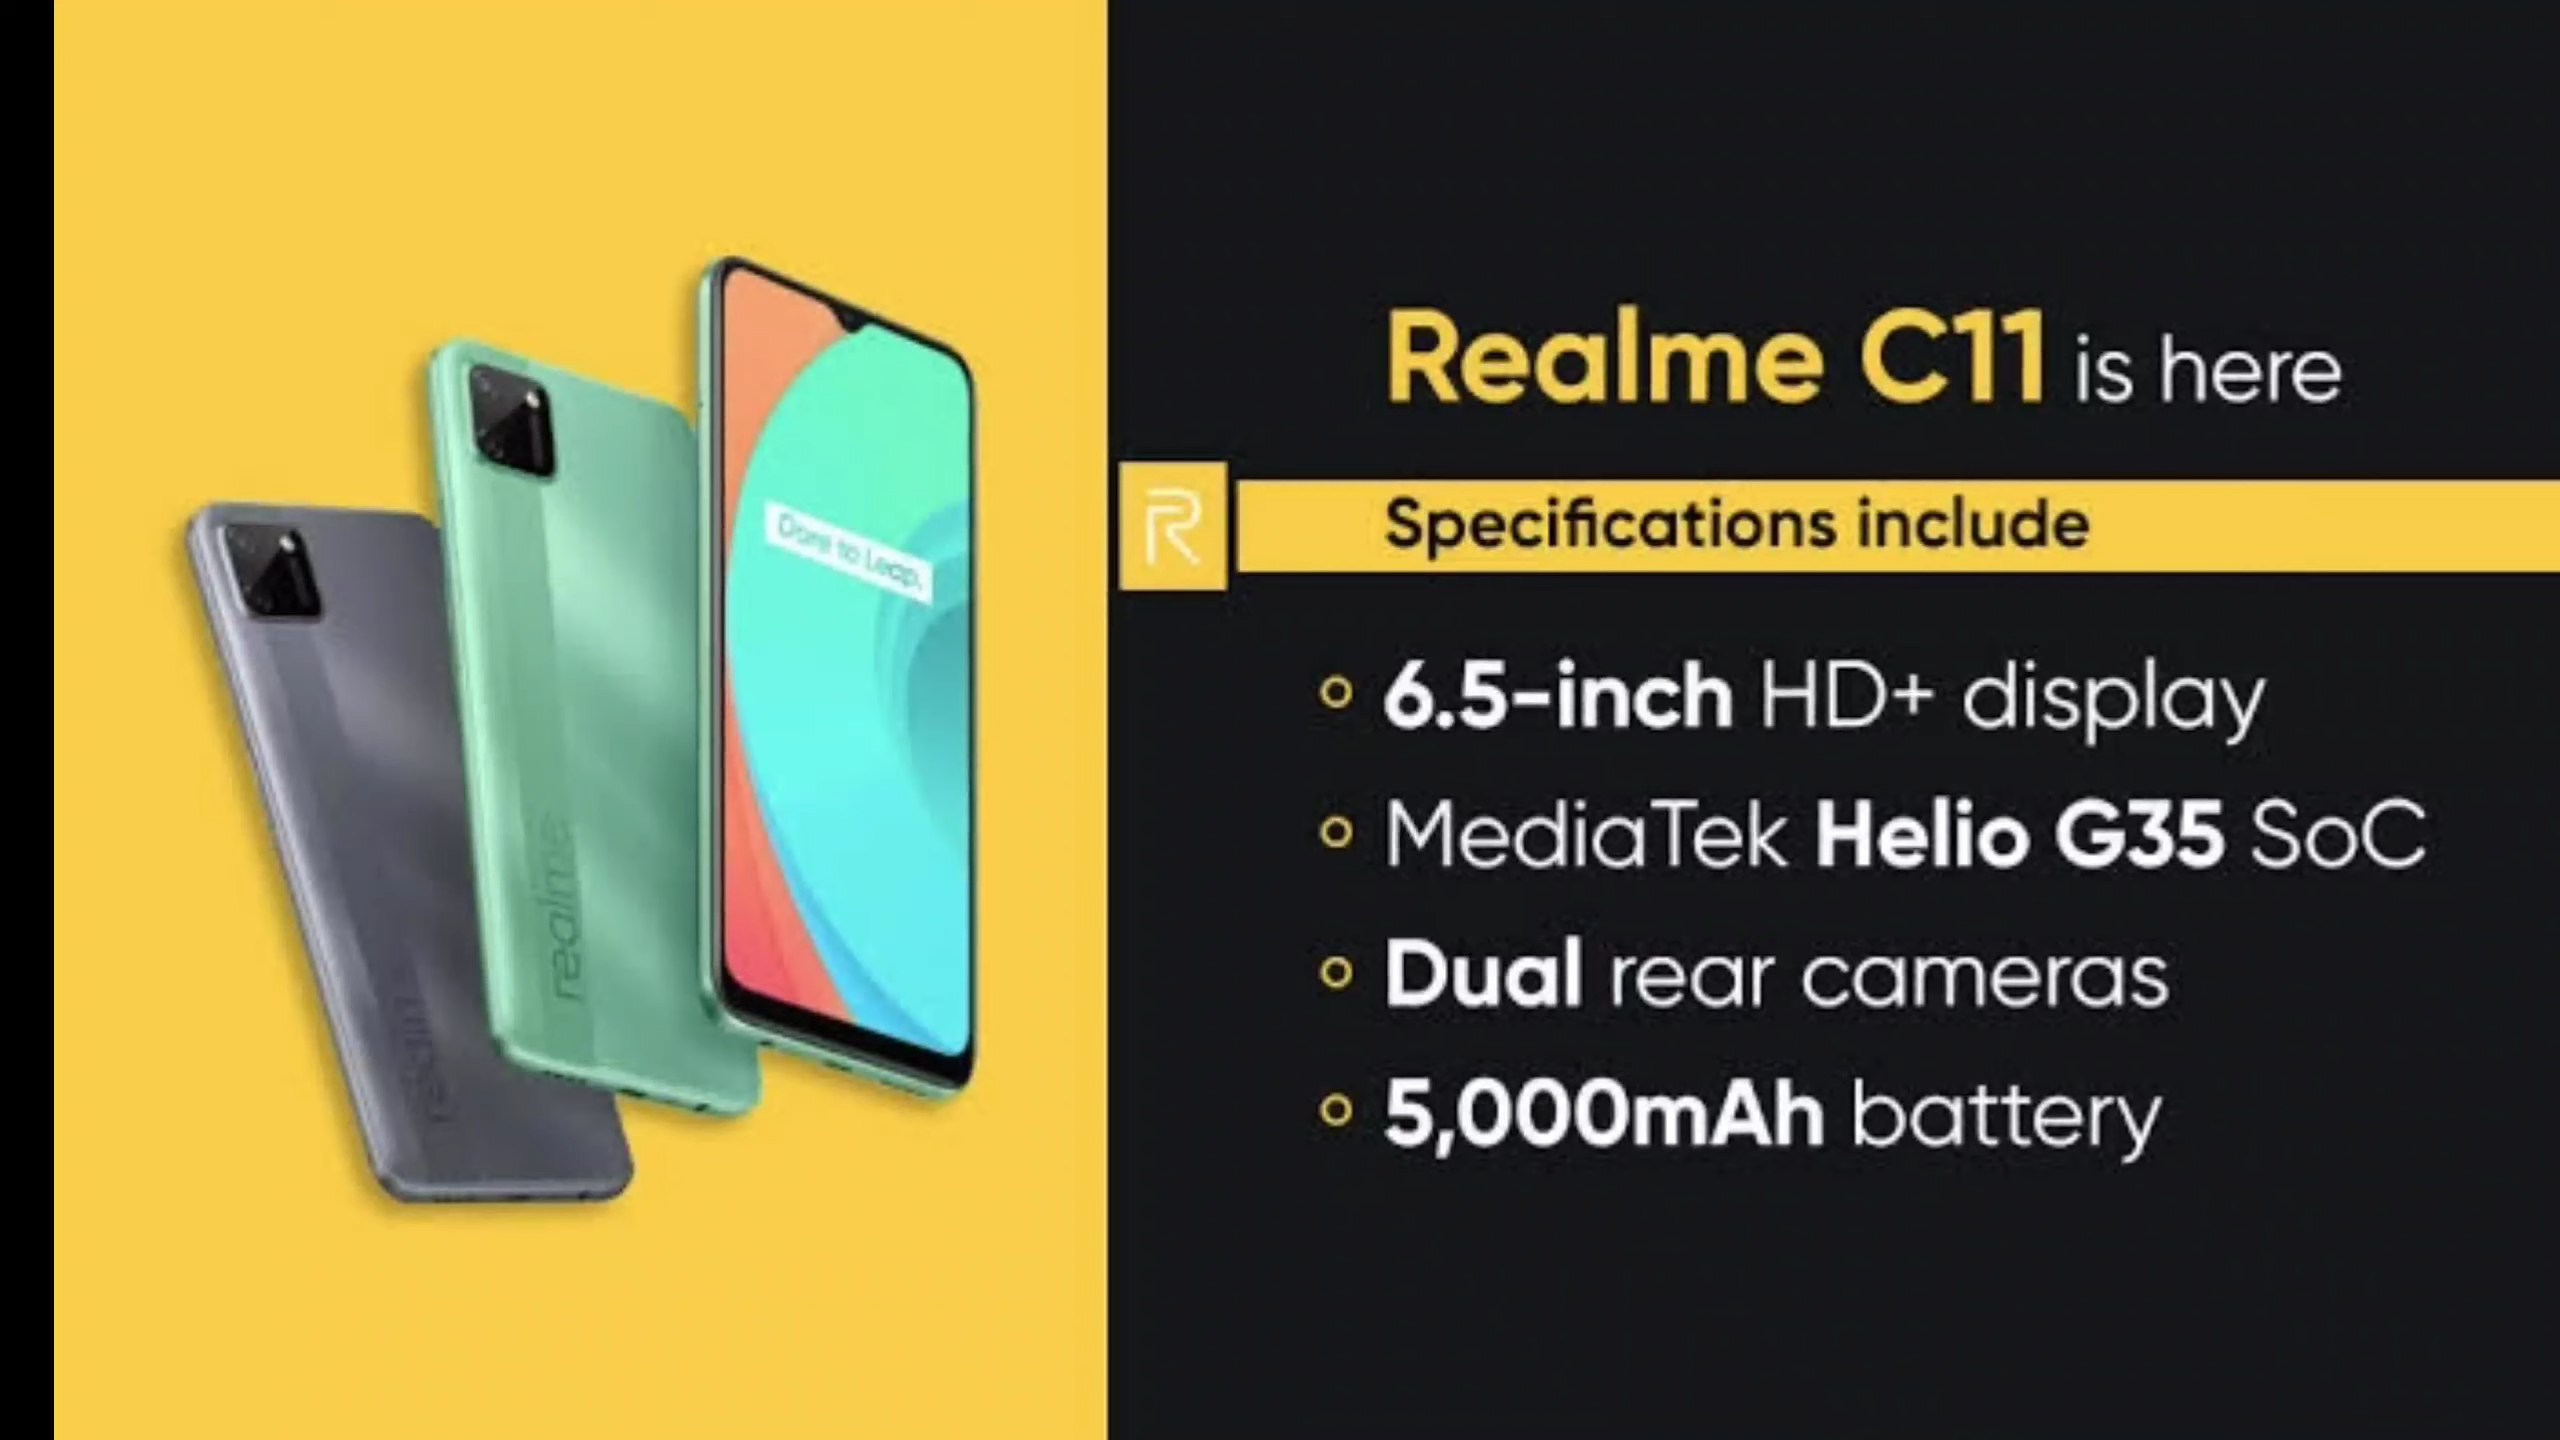 Realme C11 is here
R
Specifications include
6.5-inch HD+ display
MediaTek Helio G35 SoC
Dual rear cameras
5,000mAh battery
Dare to Leap.
realme
realm